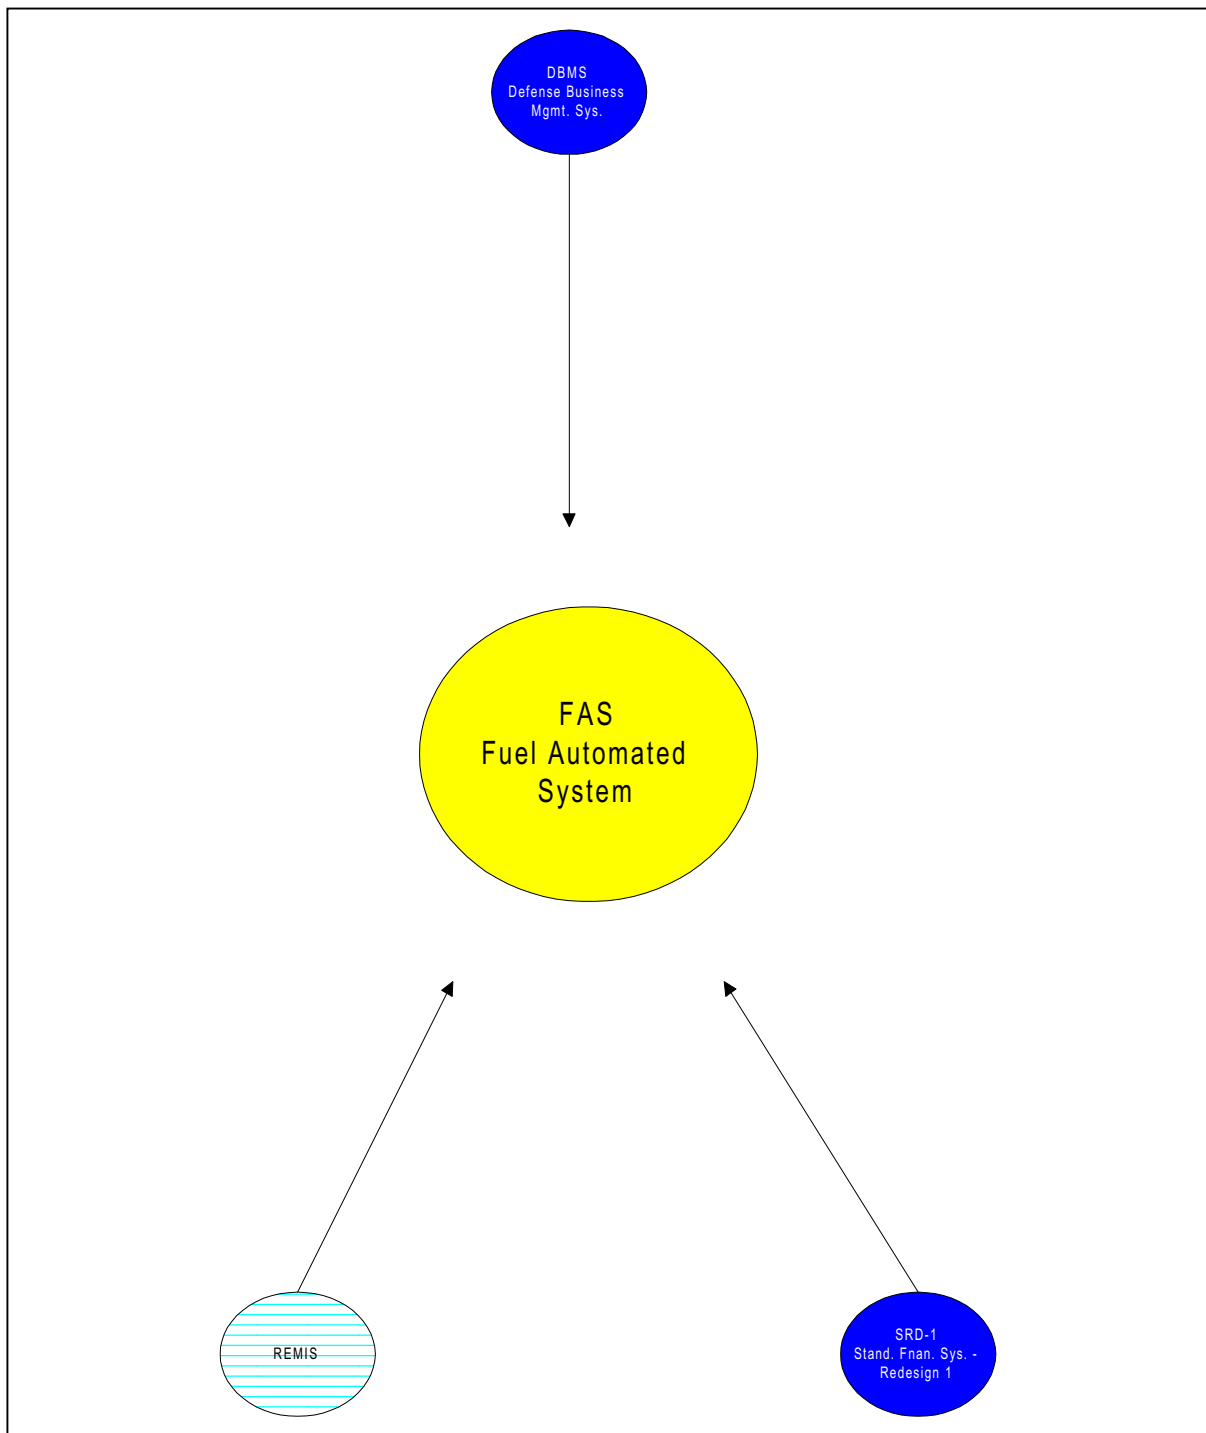 DBMS
Defense Business
Mgmt. Sys.
FAS
Fuel Automated
System
REMIS
SRD-1
Stand. Fnan. Sys. -
Redesign 1